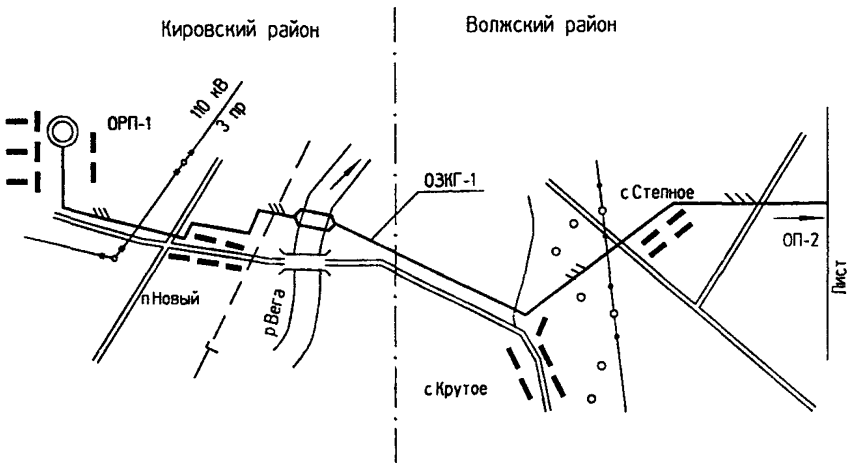 Кировский район
Волжский район
ОРП-1
110 кВ
3 пр
ОЗКГ-1
с Степное
ОП-2
Лист
п Новый
р Вега
Г
с Крутое